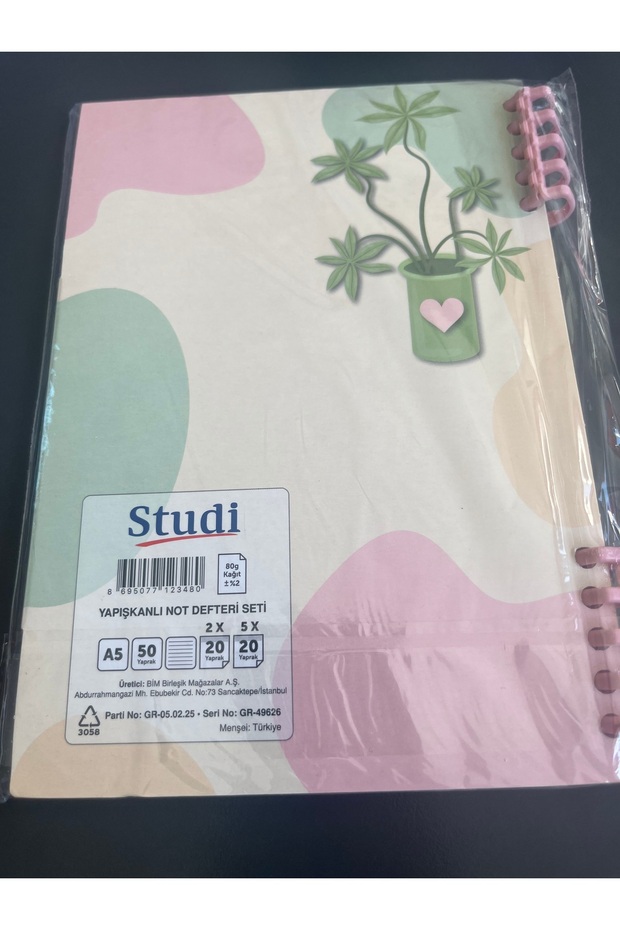 Studi
80g
Kağıt
±%2
8 695077 123480
YAPIŞKANLI NOT DEFTERİ SETİ
2 X 5 X
A5 50 Yaprak 20 Yaprak 20 Yaprak
Üretici: BİM Birleşik Mağazalar A.Ş.
Abdurrahmangazi Mh. Ebubekir Cd. No:73 Sancaktepe/İstanbul
Parti No: GR-05.02.25 • Seri No: GR-49626
3058
Menşei: Türkiye